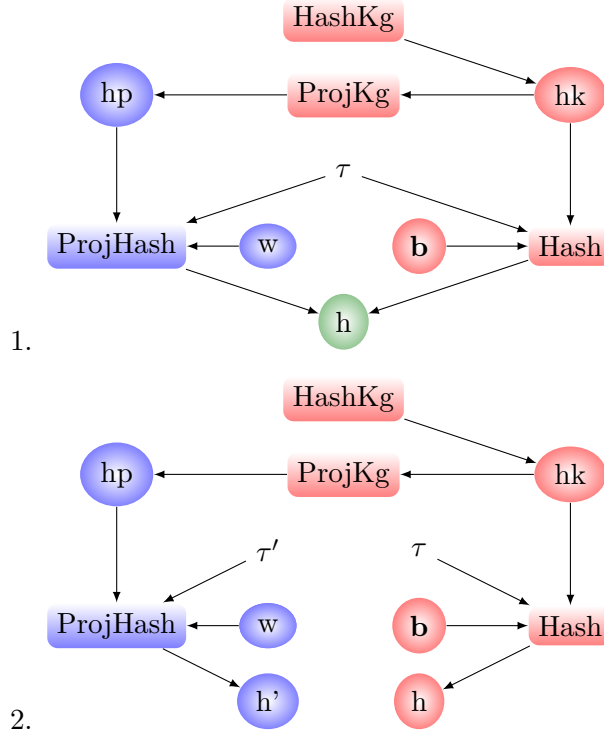 HashKg
hp ProjKg hk
τ
ProjHash w b Hash
h
1.
HashKg
hp ProjKg hk
τ' τ
ProjHash w b Hash
h' h
2.